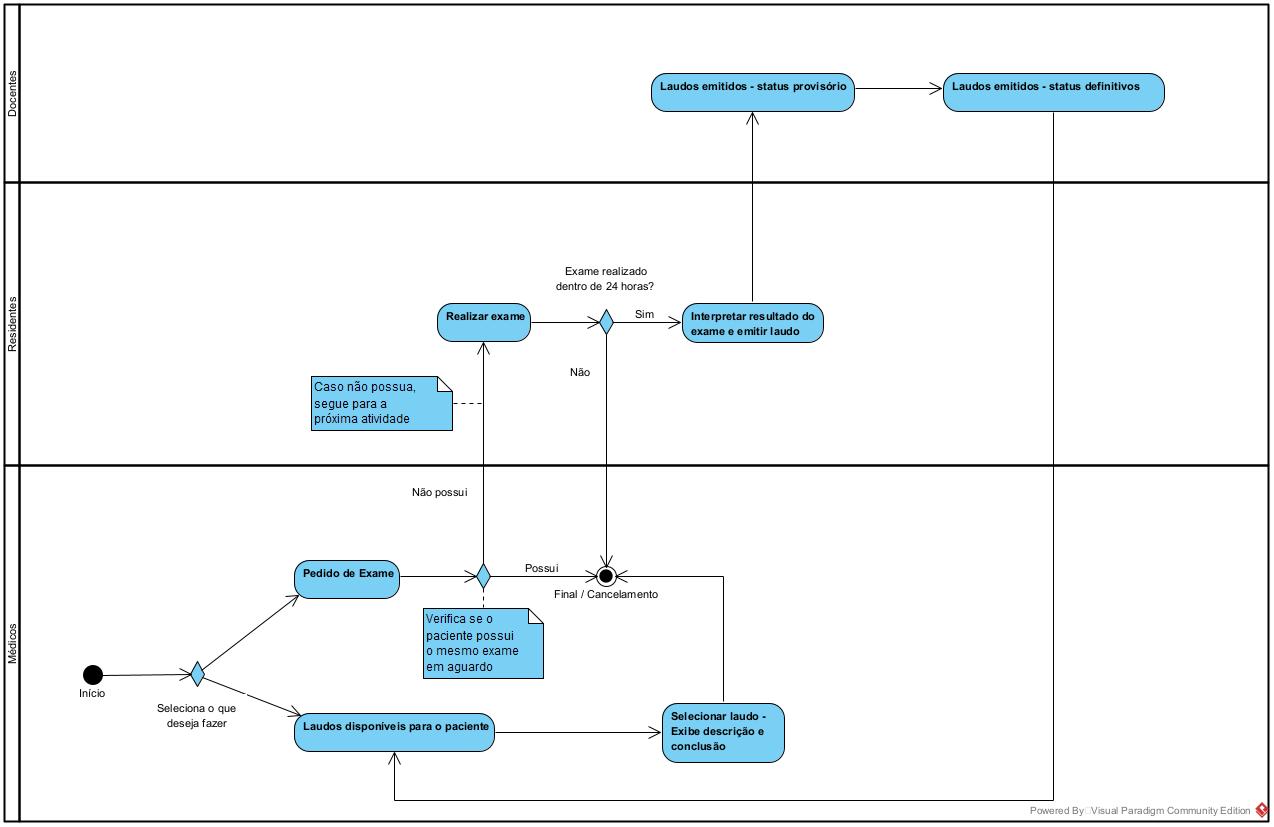 Docentes
Laudos emitidos - status provisório
Laudos emitidos - status definitivos
Residentes
Exame realizado
dentro de 24 horas?
Realizar exame
Sim
Interpretar resultado do
exame e emitir laudo
Não
Caso não possua,
segue para a
próxima atividade
Médicos
Não possui
Pedido de Exame
Possui
Final / Cancelamento
Verifica se o
paciente possui
o mesmo exame
em aguardo
Início
Seleciona o que
deseja fazer
Laudos disponíveis para o paciente
Selecionar laudo -
Exibe descrição e
conclusão
Powered By Visual Paradigm Community Edition